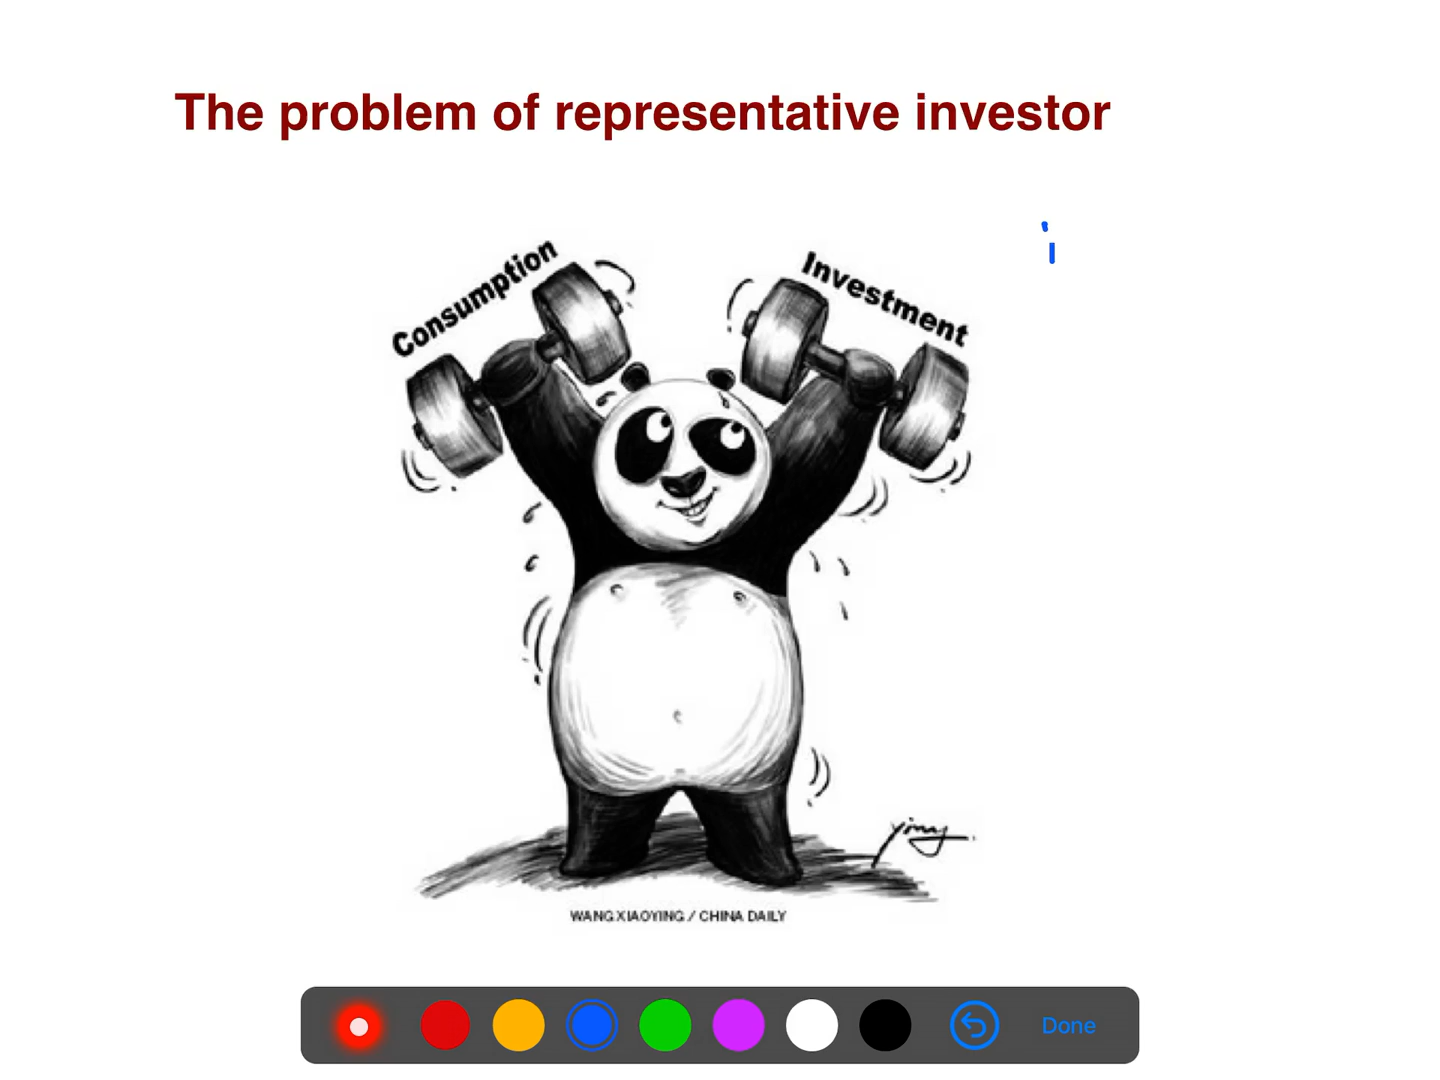 The problem of representative investor
i
Consumption
Investment
WANG XIAOYING / CHINA DAILY
Done